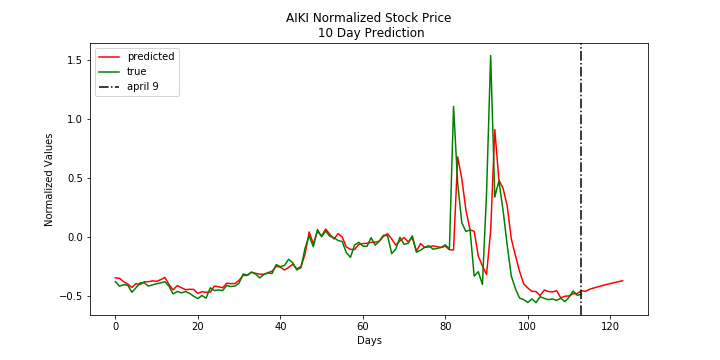 AIKI Normalized Stock Price
10 Day Prediction
predicted
true
april 9
Normalized Values
1.5
1.0
0.5
0.0
−0.5
0
20
40
60
80
100
120
Days